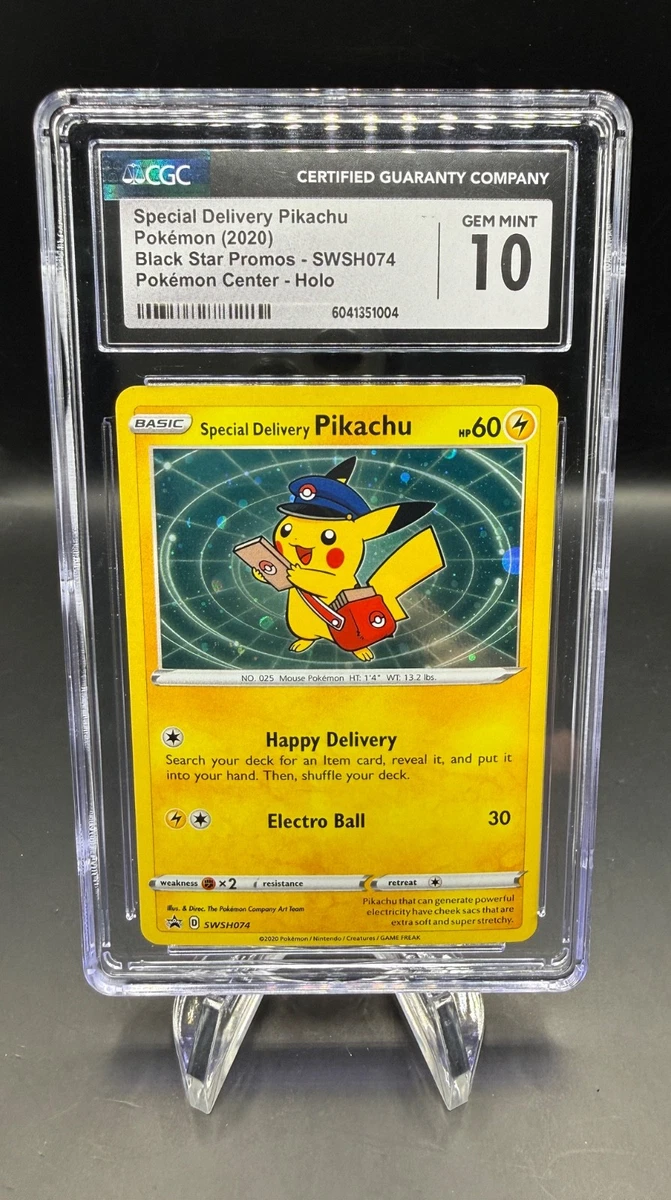 CGC
CERTIFIED GUARANTY COMPANY
Special Delivery Pikachu
Pokémon (2020)
Black Star Promos - SWSH074
Pokémon Center - Holo
6041351004
GEM MINT
10
BASIC
Special Delivery Pikachu
HP60
NO. 025 Mouse Pokémon HT: 1'4" WT: 13.2 lbs.
Happy Delivery
Search your deck for an Item card, reveal it, and put it
into your hand. Then, shuffle your deck.
Electro Ball 30
weakness ×2 resistance retreat
Illus. & Direc. The Pokémon Company Art Team
D SWSH074
Pikachu that can generate powerful
electricity have cheek sacs that are
extra soft and super stretchy.
©2020 Pokémon / Nintendo / Creatures / GAME FREAK